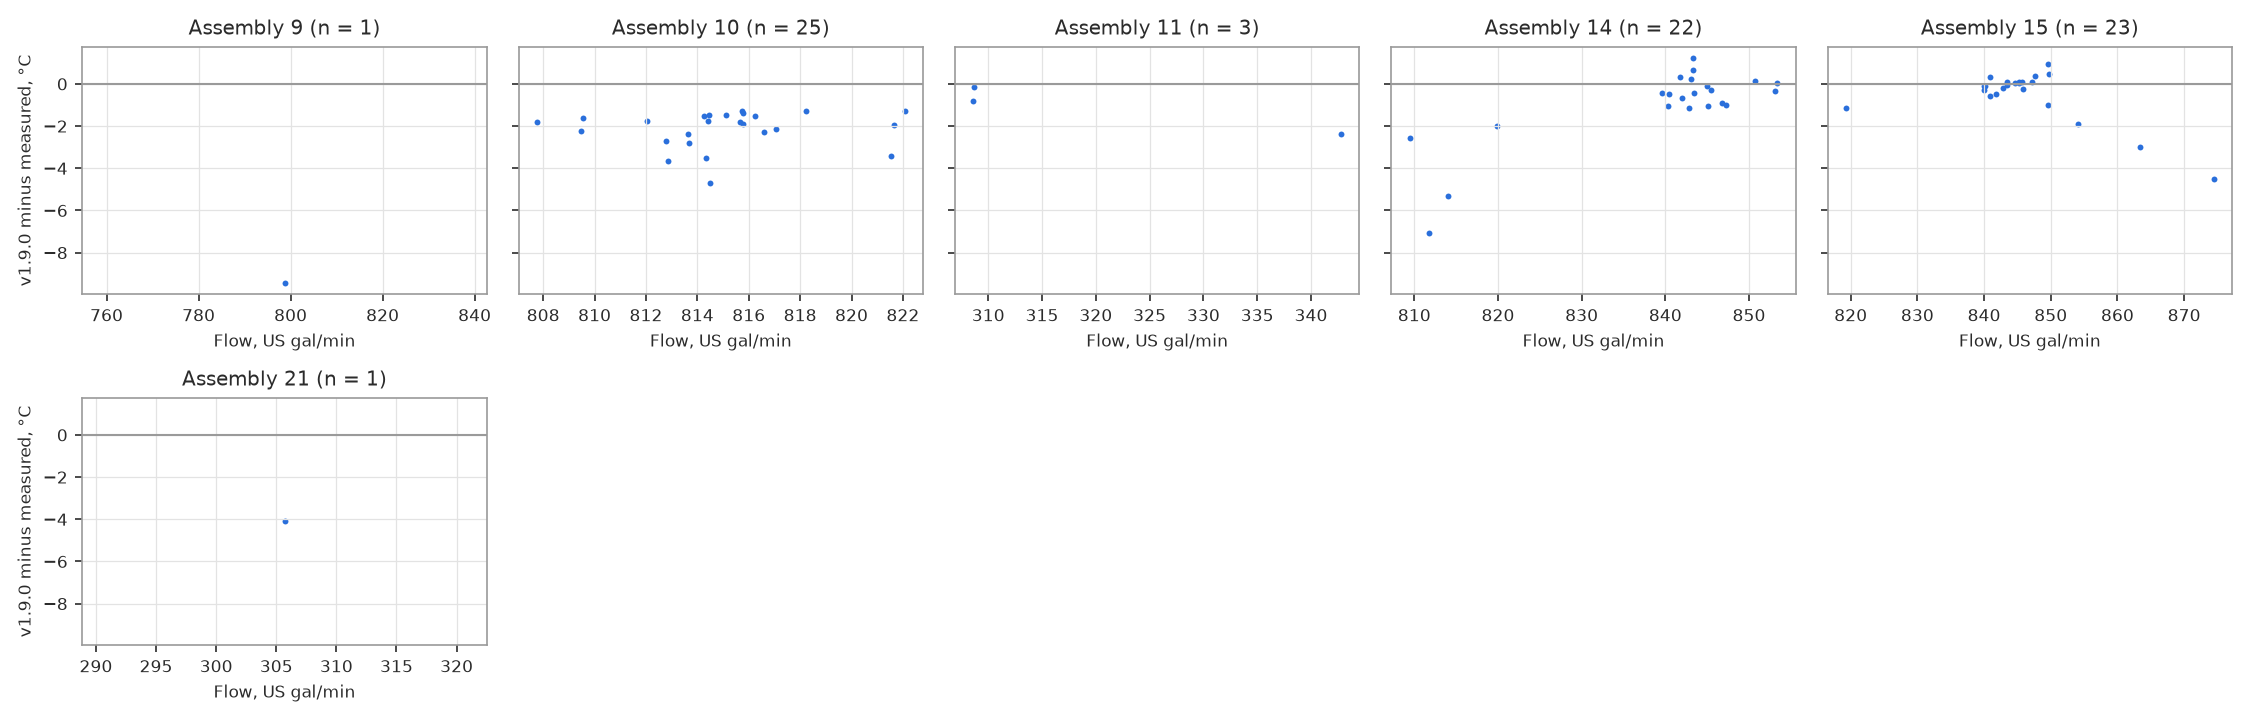 Assembly 9 (n = 1)
Assembly 10 (n = 25)
Assembly 11 (n = 3)
Assembly 14 (n = 22)
Assembly 15 (n = 23)
v1.9.0 minus measured, °C
0
−2
−4
−6
−8
760 780 800 820 840
808 810 812 814 816 818 820 822
310 315 320 325 330 335 340
810 820 830 840 850
820 830 840 850 860 870
Flow, US gal/min
Flow, US gal/min
Flow, US gal/min
Flow, US gal/min
Flow, US gal/min
Assembly 21 (n = 1)
v1.9.0 minus measured, °C
0
−2
−4
−6
−8
290 295 300 305 310 315 320
Flow, US gal/min